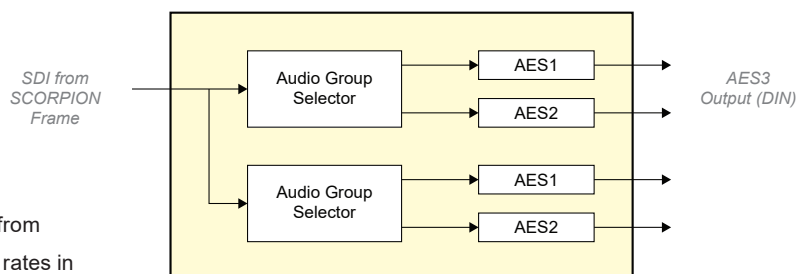 SDI from
SCORPION
Frame
Audio Group
Selector
AES1
AES2
AES3
Output (DIN)
Audio Group
Selector
AES1
AES2
from
rates in